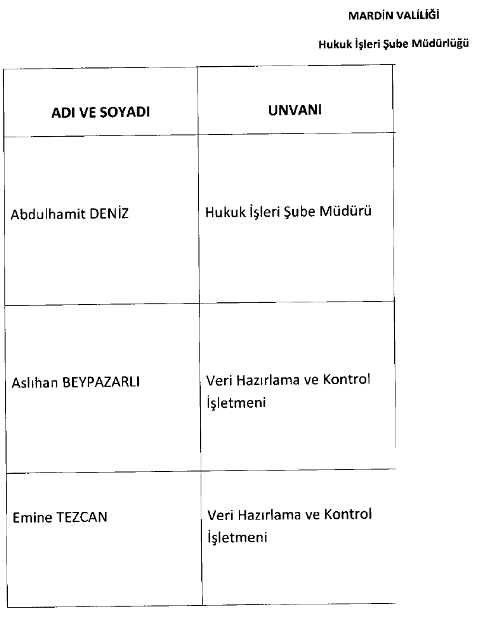 MARDİN VALİLİĞİ
Hukuk İşleri Şube Müdürlüğü
ADI VE SOYADI
UNVANI
Abdulhamit DENİZ
Hukuk İşleri Şube Müdürü
Aslıhan BEYPAZARLI
Veri Hazırlama ve Kontrol
İşletmeni
Emine TEZCAN
Veri Hazırlama ve Kontrol
İşletmeni